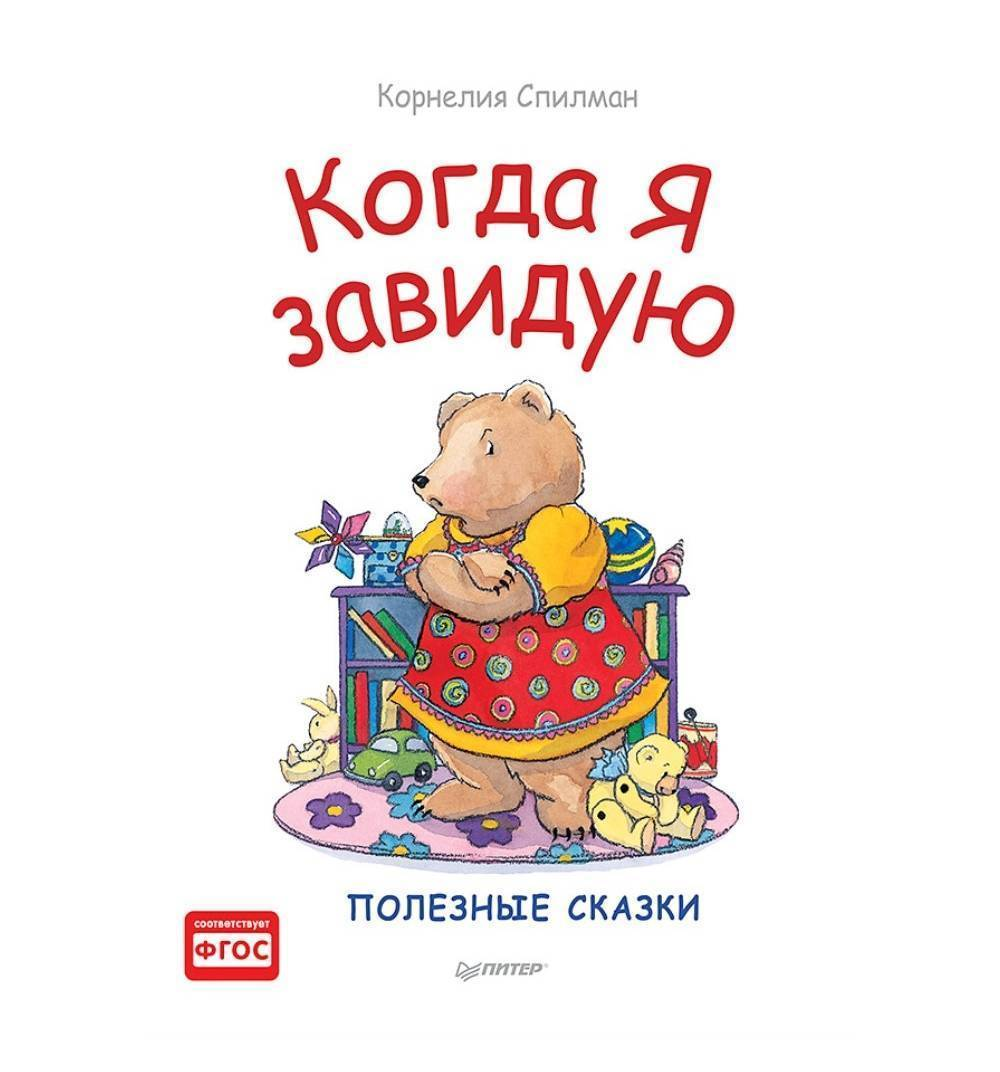 Корнелия Спилман
Когда я
завидую
ПОЛЕЗНЫЕ СКАЗКИ
соответствует
ФГОС
ПИТЕР®